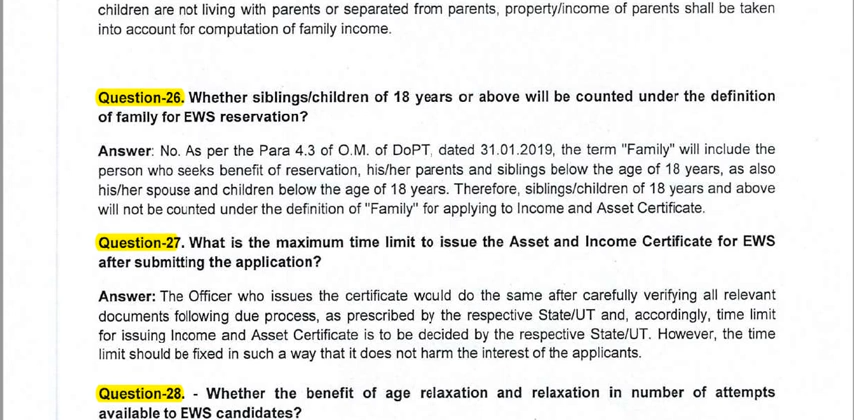 children are not living with parents or separated from parents, property/income of parents shall be taken
into account for computation of family income.
Question-26. Whether siblings/children of 18 years or above will be counted under the definition
of family for EWS reservation?
Answer: No. As per the Para 4.3 of O.M. of DoPT, dated 31.01.2019, the term "Family" will include the
person who seeks benefit of reservation, his/her parents and siblings below the age of 18 years, as also
his/her spouse and children below the age of 18 years. Therefore, siblings/children of 18 years and above
will not be counted under the definition of "Family" for applying to Income and Asset Certificate.
Question-27. What is the maximum time limit to issue the Asset and Income Certificate for EWS
after submitting the application?
Answer: The Officer who issues the certificate would do the same after carefully verifying all relevant
documents following due process, as prescribed by the respective State/UT and, accordingly, time limit
for issuing Income and Asset Certificate is to be decided by the respective State/UT. However, the time
limit should be fixed in such a way that it does not harm the interest of the applicants.
Question-28. - Whether the benefit of age relaxation and relaxation in number of attempts
available to EWS candidates?